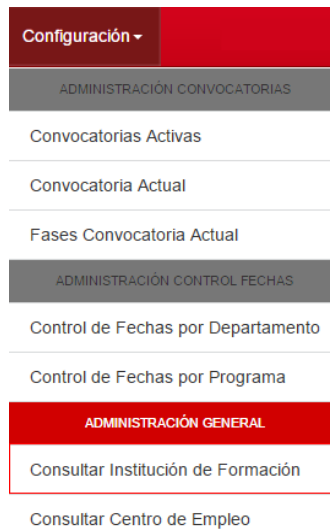 Configuración
ADMINISTRACIÓN CONVOCATORIAS
Convocatorias Activas
Convocatoria Actual
Fases Convocatoria Actual
ADMINISTRACIÓN CONTROL FECHAS
Control de Fechas por Departamento
Control de Fechas por Programa
ADMINISTRACIÓN GENERAL
Consultar Institución de Formación
Consultar Centro de Empleo